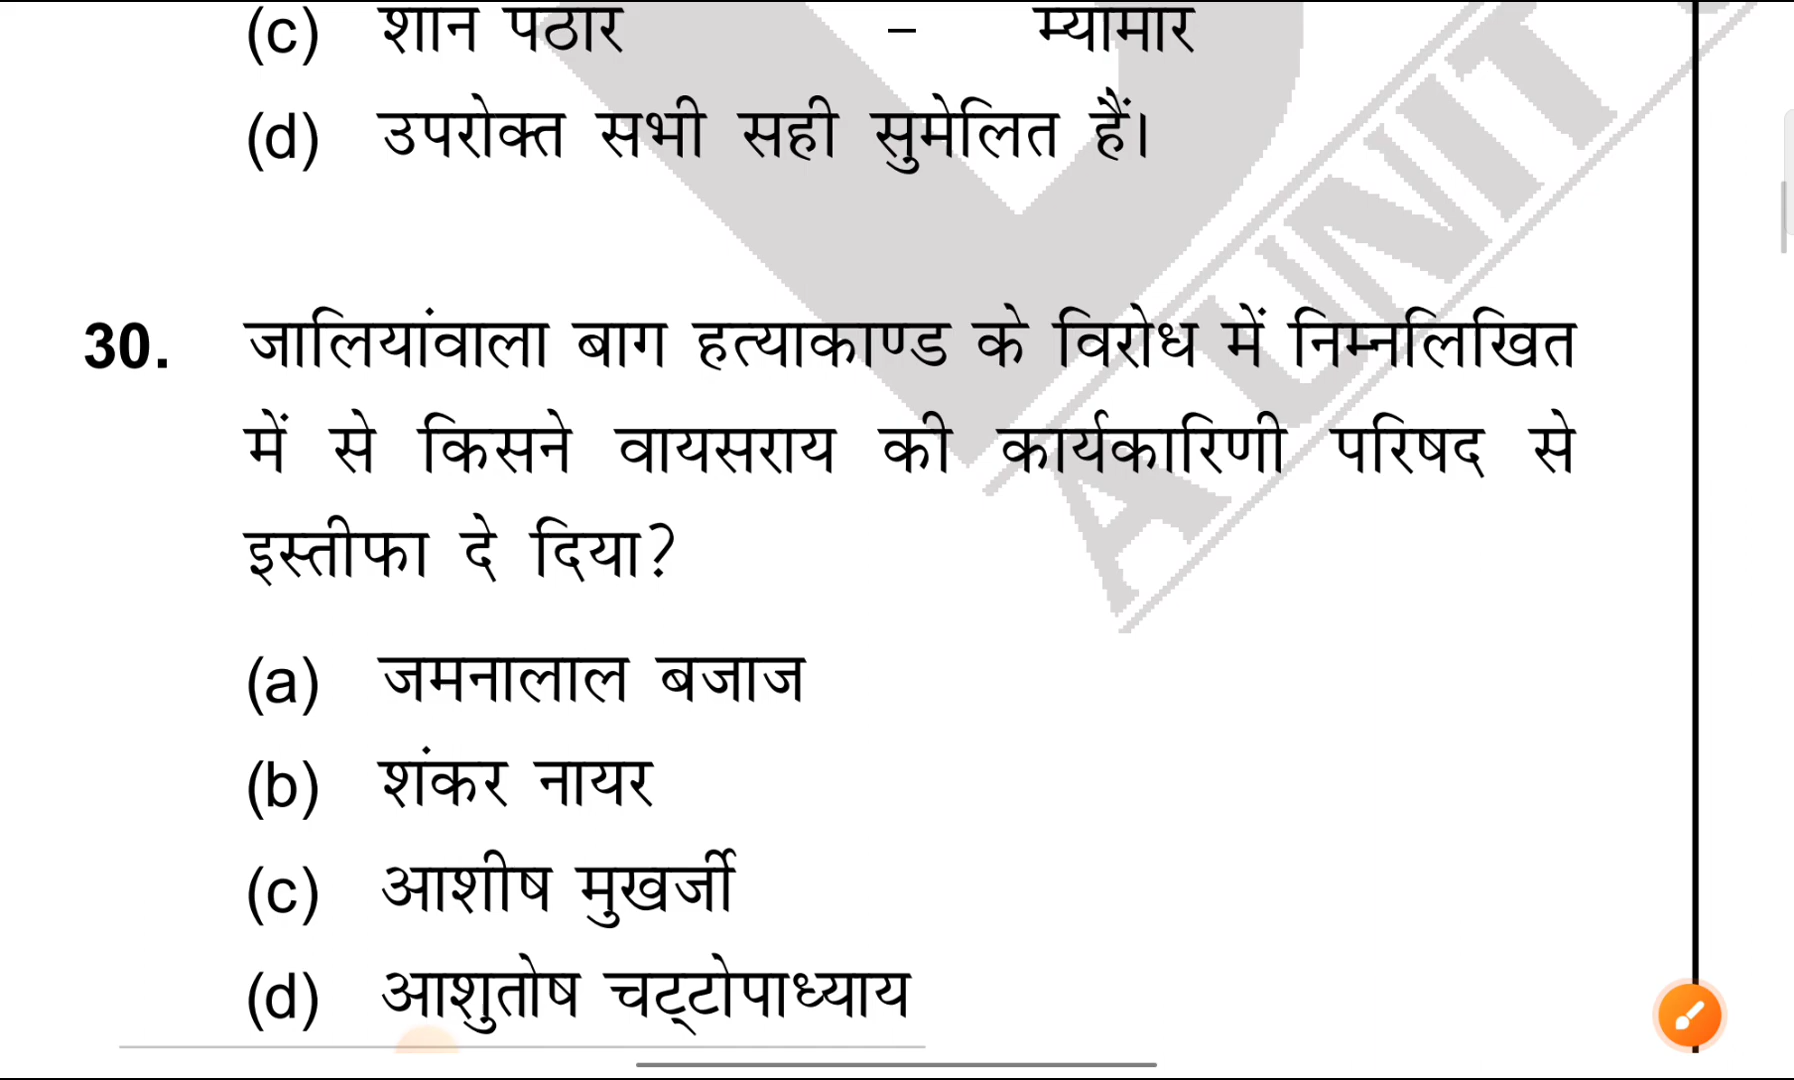 (c) शान पठार – म्यामार
(d) उपरोक्त सभी सही सुमेलित हैं।
30. जालियांवाला बाग हत्याकाण्ड के विरोध में निम्नलिखित
में से किसने वायसराय की कार्यकारिणी परिषद से
इस्तीफा दे दिया?
(a) जमनालाल बजाज
(b) शंकर नायर
(c) आशीष मुखर्जी
(d) आशुतोष चट्टोपाध्याय
A UNIT